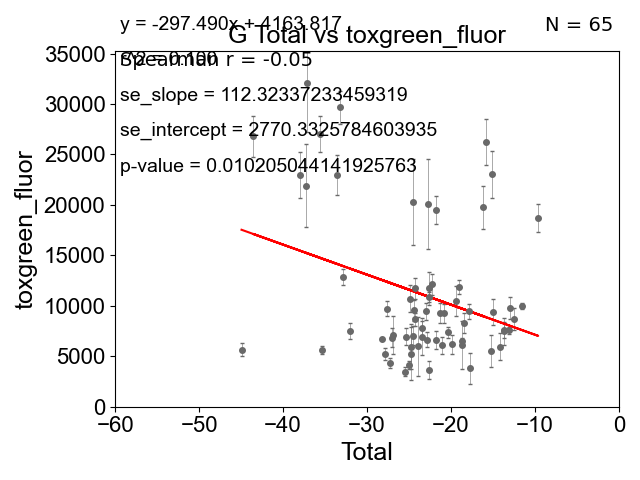 y = -297.490x + 4163.817
N = 65
G Total vs toxgreen_fluor
Spearman r = -0.05
se_slope = 112.32337233459319
se_intercept = 2770.3325784603935
p-value = 0.010205044141925763
35000
30000
25000
20000
15000
10000
5000
0
toxgreen_fluor
−60
−50
−40
−30
−20
−10
0
Total